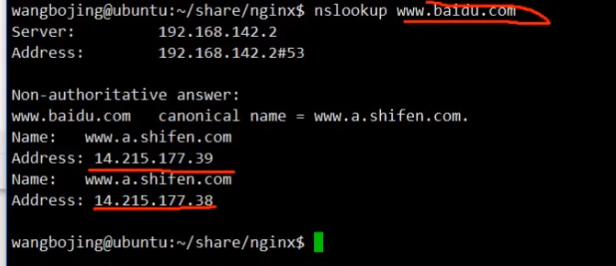 wangbojing@ubuntu:~/share/nginx$ nslookup www.baidu.com
Server: 192.168.142.2
Address: 192.168.142.2#53
Non-authoritative answer:
www.baidu.com canonical name = www.a.shifen.com.
Name: www.a.shifen.com
Address: 14.215.177.39
Name: www.a.shifen.com
Address: 14.215.177.38
wangbojing@ubuntu:~/share/nginx$